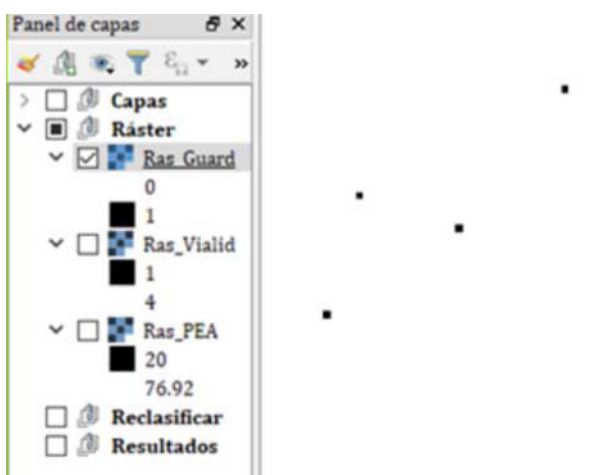 Panel de capas
Capas
Ráster
Ras_Guard
0
1
Ras_Vialid
1
4
Ras_PEA
20
76.92
Reclasificar
Resultados